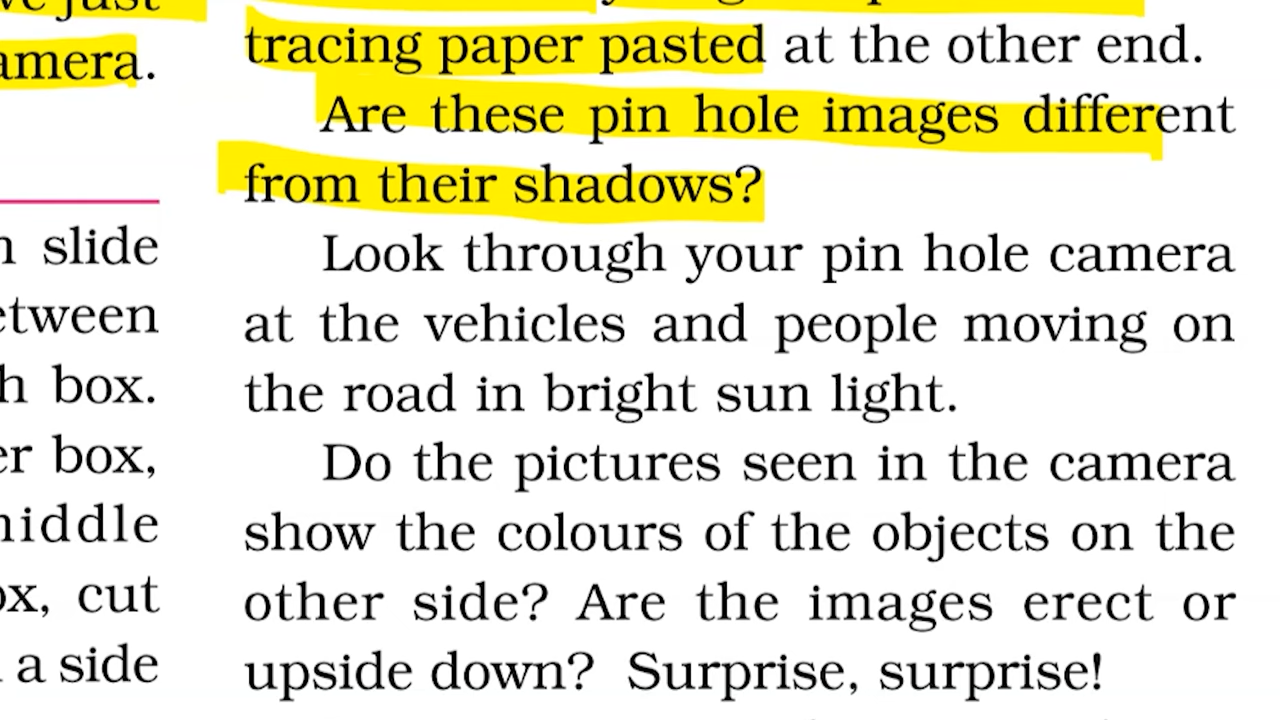 amera.
slide
etween
h box.
er box,
iddle
ox, cut
a side
tracing paper pasted at the other end.
Are these pin hole images different
from their shadows?
Look through your pin hole camera
at the vehicles and people moving on
the road in bright sun light.
Do the pictures seen in the camera
show the colours of the objects on the
other side? Are the images erect or
upside down? Surprise, surprise!